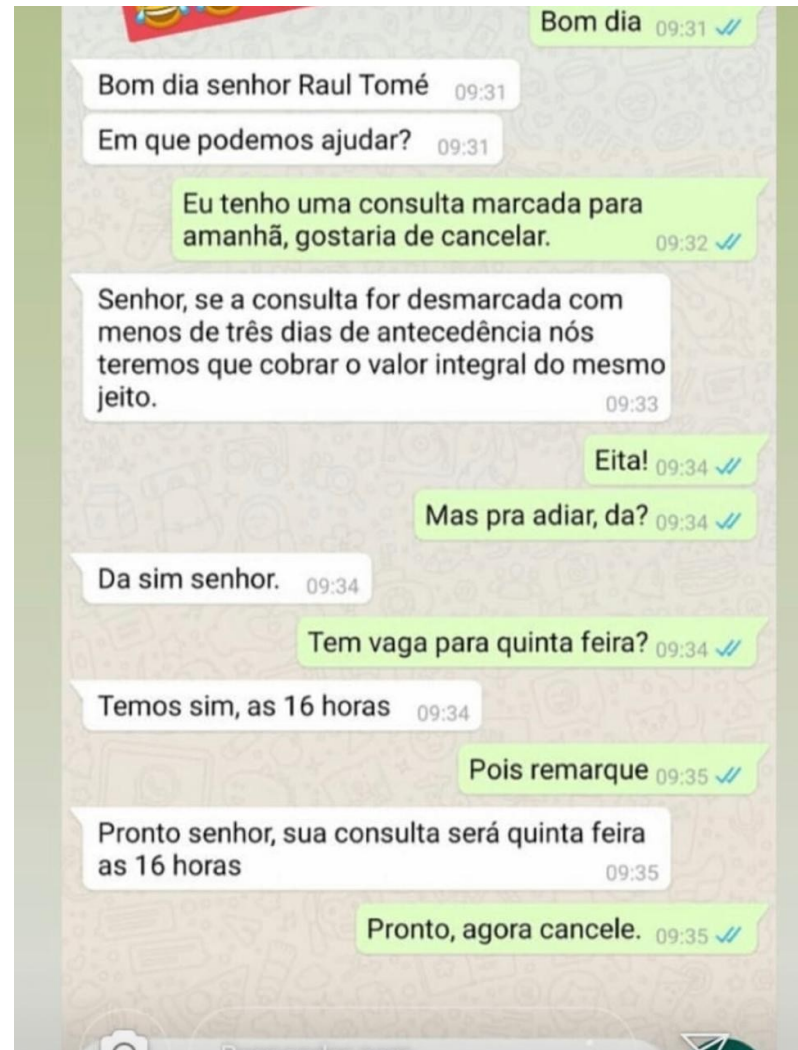 Bom dia 09:31
Bom dia senhor Raul Tomé 09:31
Em que podemos ajudar? 09:31
Eu tenho uma consulta marcada para
amanhã, gostaria de cancelar. 09:32
Senhor, se a consulta for desmarcada com
menos de três dias de antecedência nós
teremos que cobrar o valor integral do mesmo
jeito. 09:33
Eita! 09:34
Mas pra adiar, da? 09:34
Da sim senhor. 09:34
Tem vaga para quinta feira? 09:34
Temos sim, as 16 horas 09:34
Pois remarque 09:35
Pronto senhor, sua consulta será quinta feira
as 16 horas 09:35
Pronto, agora cancele. 09:35